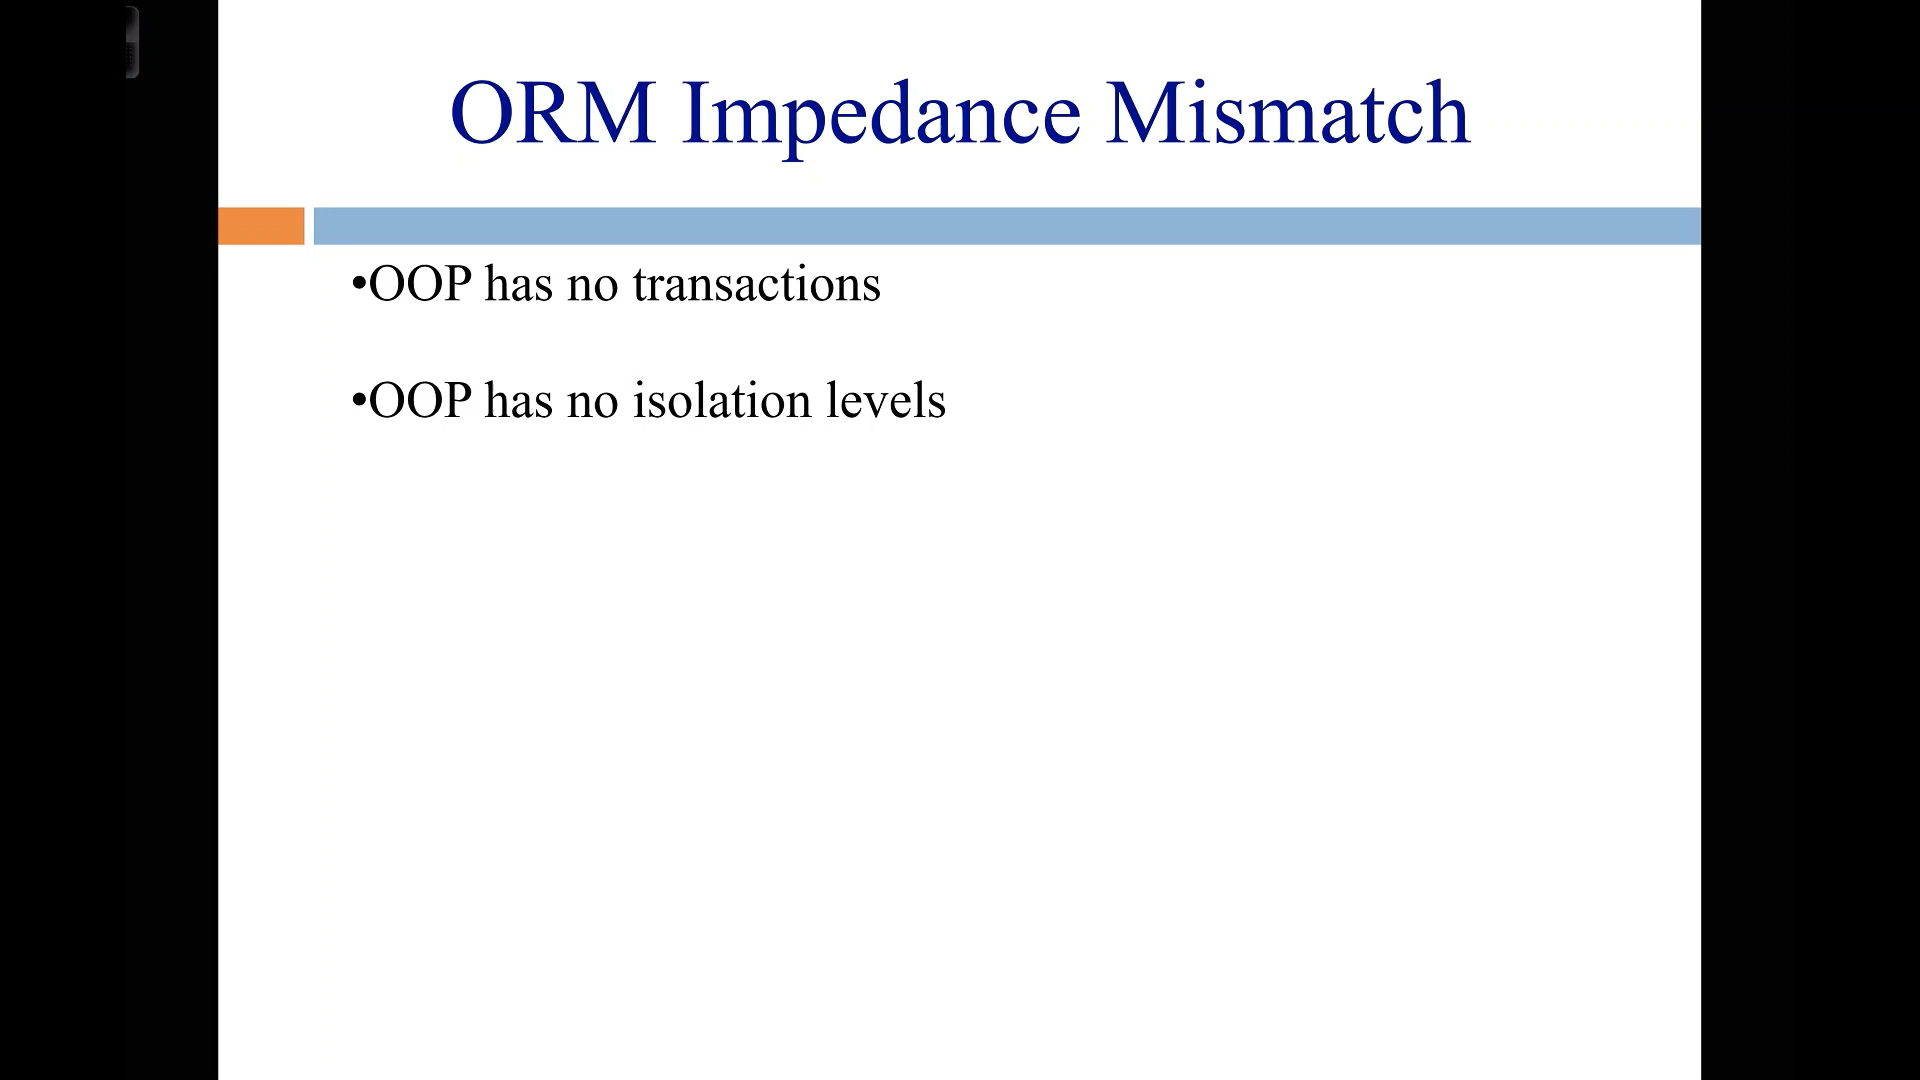 ORM Impedance Mismatch
•OOP has no transactions
•OOP has no isolation levels